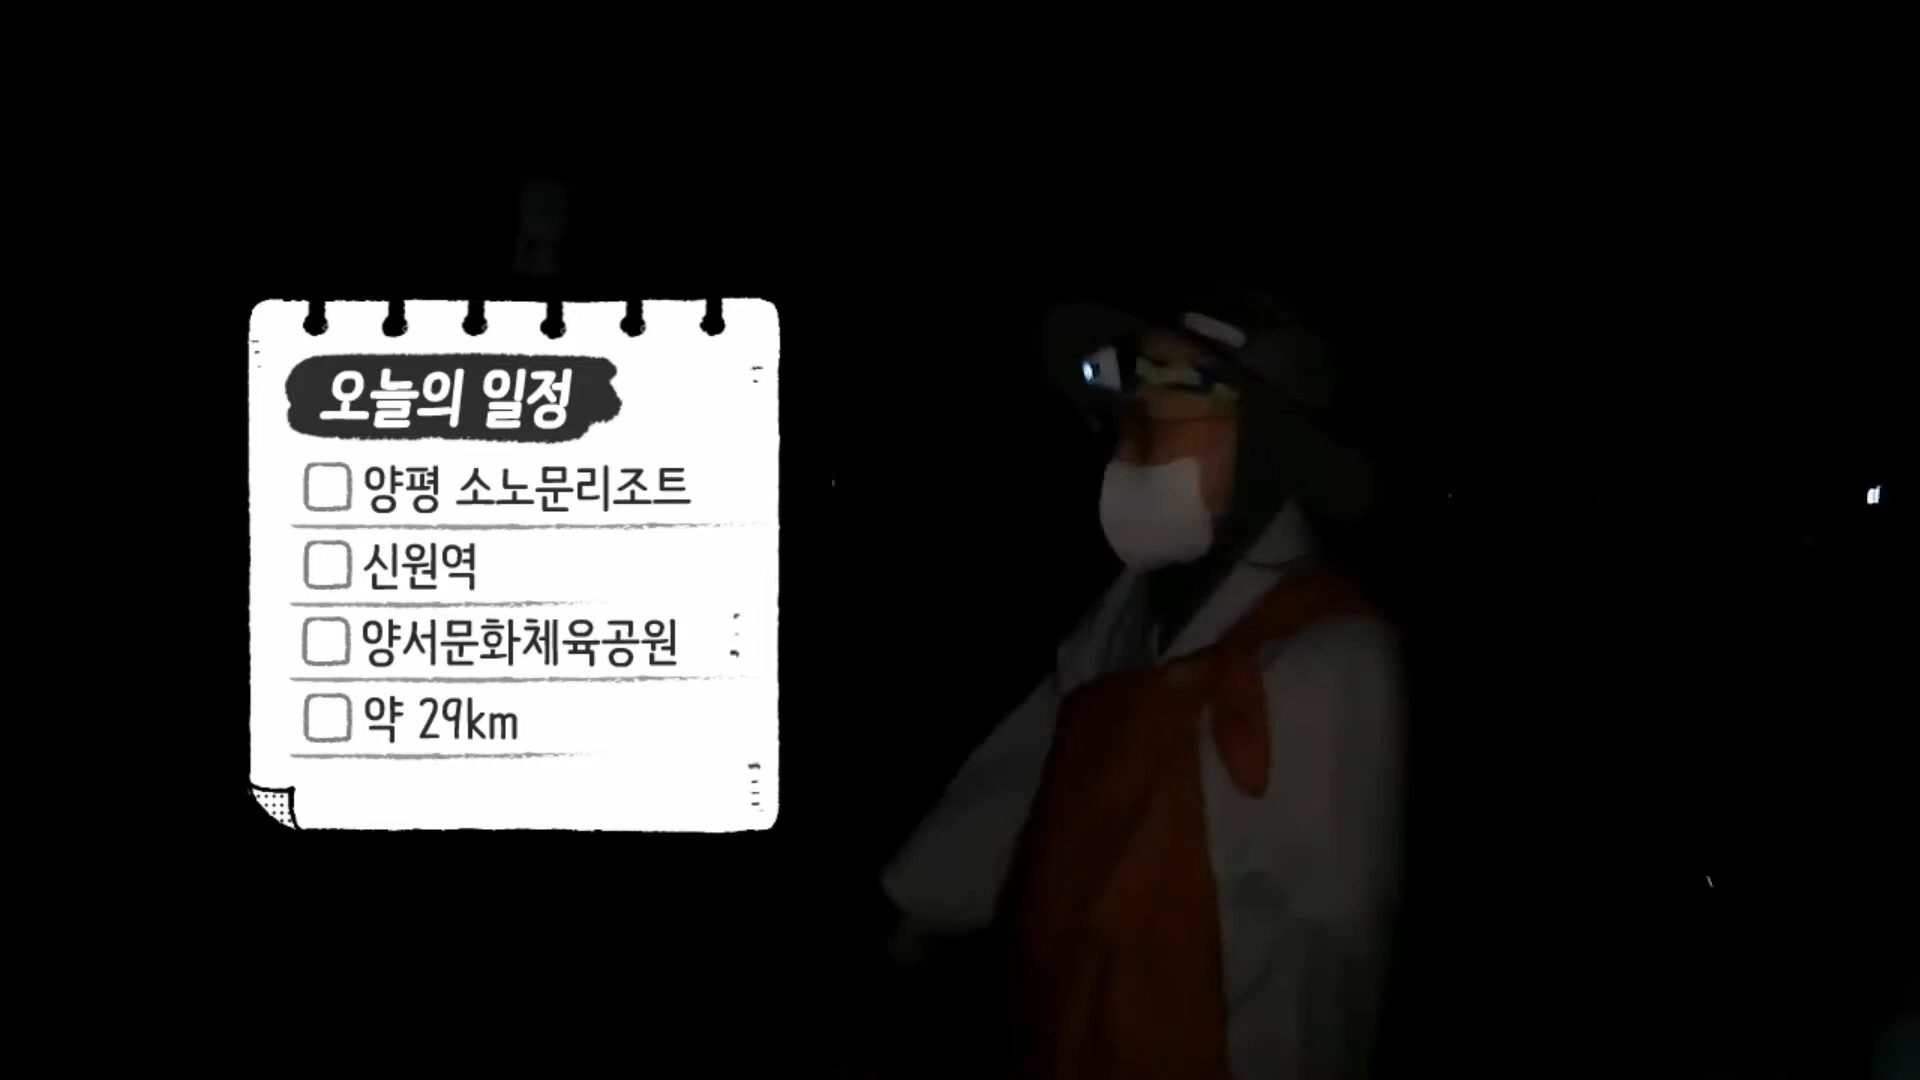 오늘의 일정
양평 소노문리조트
신원역
양서문화체육공원
약 29km